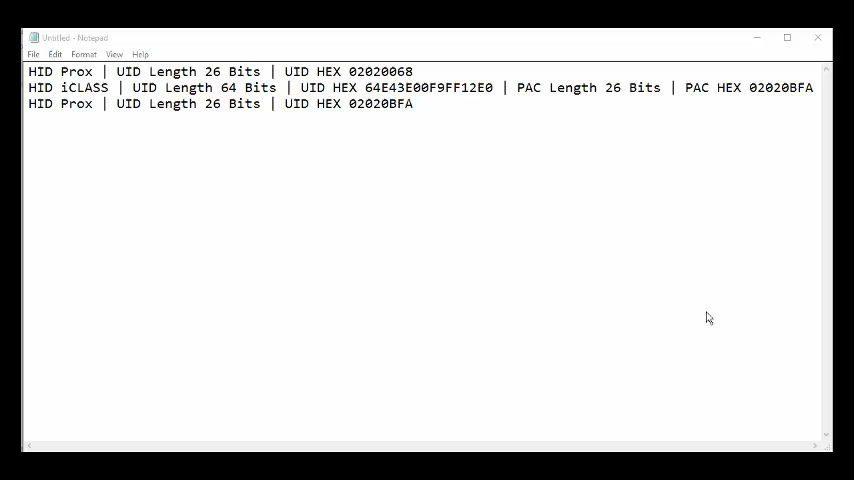 Untitled - Notepad
File Edit Format View Help
HID Prox | UID Length 26 Bits | UID HEX 02020068
HID iCLASS | UID Length 64 Bits | UID HEX 64E43E00F9FF12E0 | PAC Length 26 Bits | PAC HEX 02020BFA
HID Prox | UID Length 26 Bits | UID HEX 02020BFA